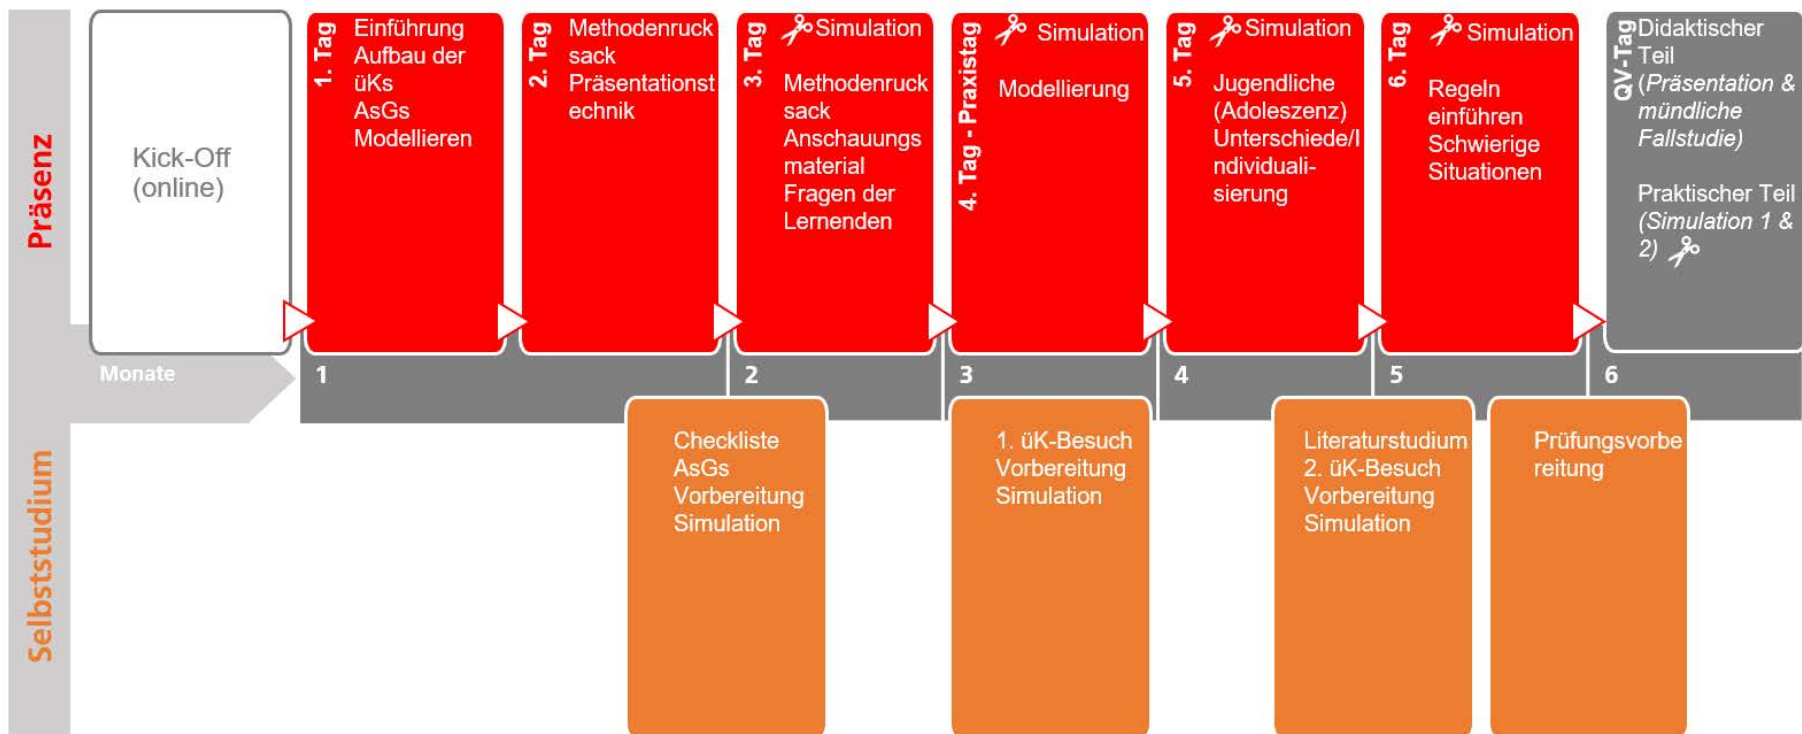 Präsenz
Kick-Off
(online)
1. Tag
Einführung
Aufbau der
üKs
AsGs
Modellieren
2. Tag
Methodenruck
sack
Präsentationst
echnik
3. Tag
Simulation
Methodenruck
sack
Anschauungs
material
Fragen der
Lernenden
4. Tag - Praxistag
Simulation
Modellierung
5. Tag
Simulation
Jugendliche
(Adoleszenz)
Unterschiede/I
ndividuali-
sierung
6. Tag
Simulation
Regeln
einführen
Schwierige
Situationen
QV-Tag
Didaktischer
Teil
(Präsentation &
mündliche
Fallstudie)
Praktischer Teil
(Simulation 1 &
2)
Monate
1
2
3
4
5
6
Selbststudium
Checkliste
AsGs
Vorbereitung
Simulation
1. üK-Besuch
Vorbereitung
Simulation
Literaturstudium
2. üK-Besuch
Vorbereitung
Simulation
Prüfungsvorbe
reitung